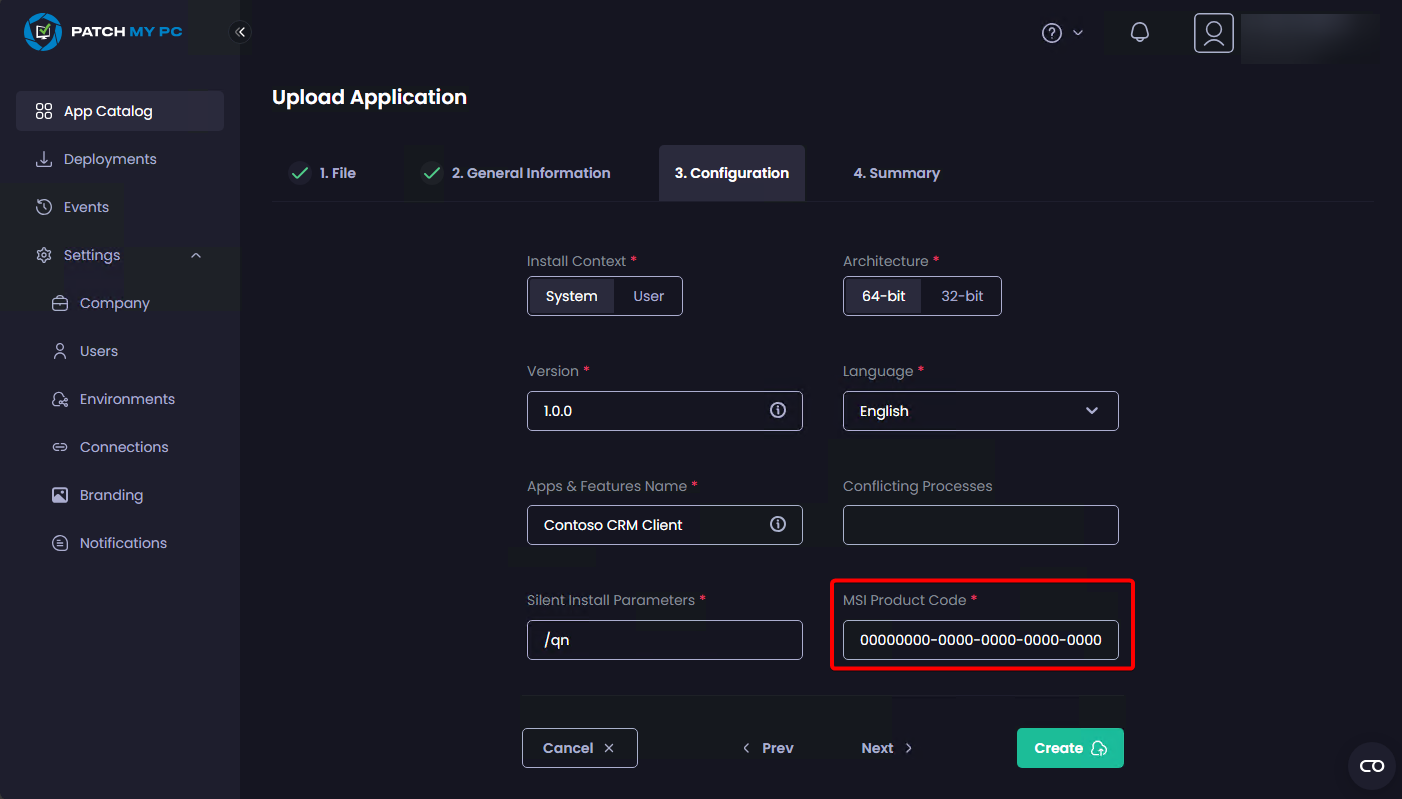 PATCH MY PC
App Catalog
Deployments
Events
Settings
Company
Users
Environments
Connections
Branding
Notifications
Upload Application
1. File
2. General Information
3. Configuration
4. Summary
Install Context *
System
User
Architecture *
64-bit
32-bit
Version *
1.0.0
Language *
English
Apps & Features Name *
Contoso CRM Client
Conflicting Processes
Silent Install Parameters *
/qn
MSI Product Code *
00000000-0000-0000-0000-0000
Cancel
Prev
Next
Create